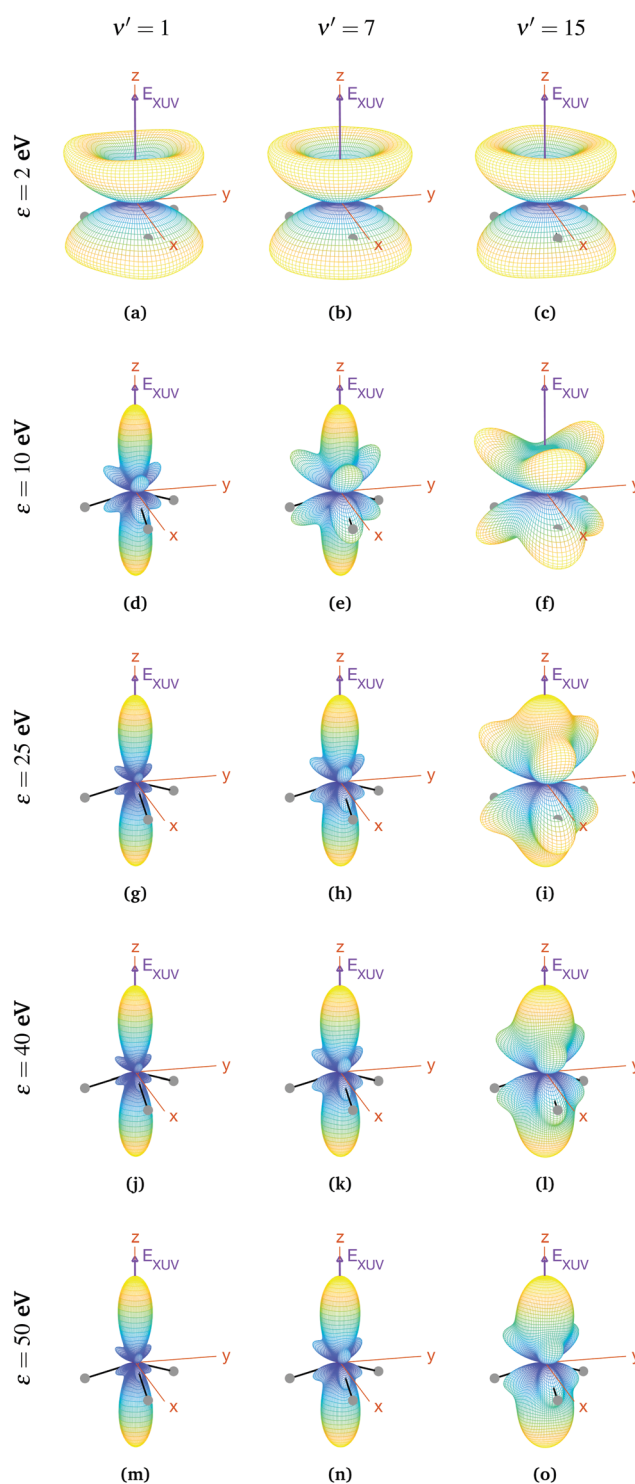 v′ = 1 v′ = 7 v′ = 15
ε = 2 eV
z z z
E_XUV E_XUV E_XUV
y y y
x x x
(a) (b) (c)
ε = 10 eV
z z z
E_XUV E_XUV E_XUV
y y y
x x x
(d) (e) (f)
ε = 25 eV
z z z
E_XUV E_XUV E_XUV
y y y
x x x
(g) (h) (i)
ε = 40 eV
z z z
E_XUV E_XUV E_XUV
y y y
x x x
(j) (k) (l)
ε = 50 eV
z z z
E_XUV E_XUV E_XUV
y y y
x x x
(m) (n) (o)